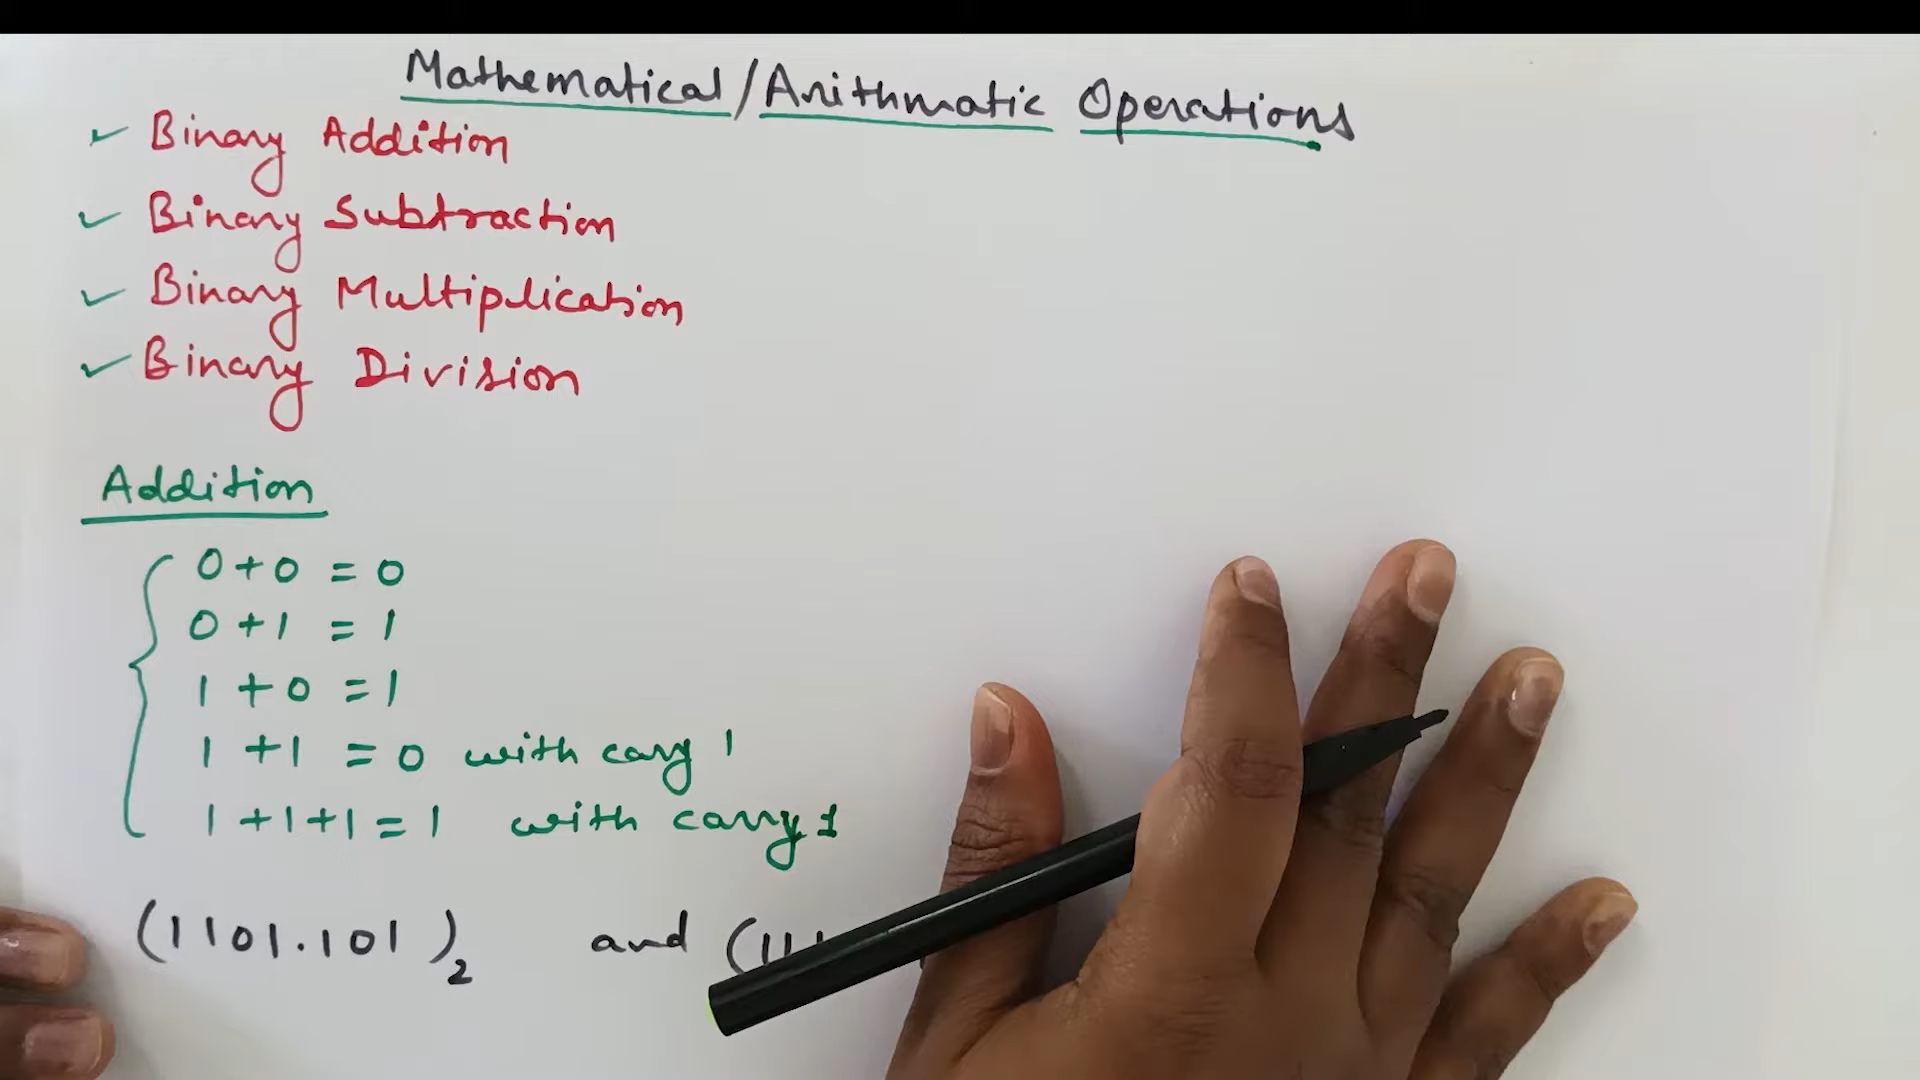 Mathematical/Arithmatic Operations
✓ Binary Addition
✓ Binary Subtraction
✓ Binary Multiplication
✓ Binary Division
Addition
0+0 = 0
0+1 = 1
1+0 = 1
1+1 = 0 with cary 1
1+1+1 = 1 with carry 1
(1101.101)₂ and